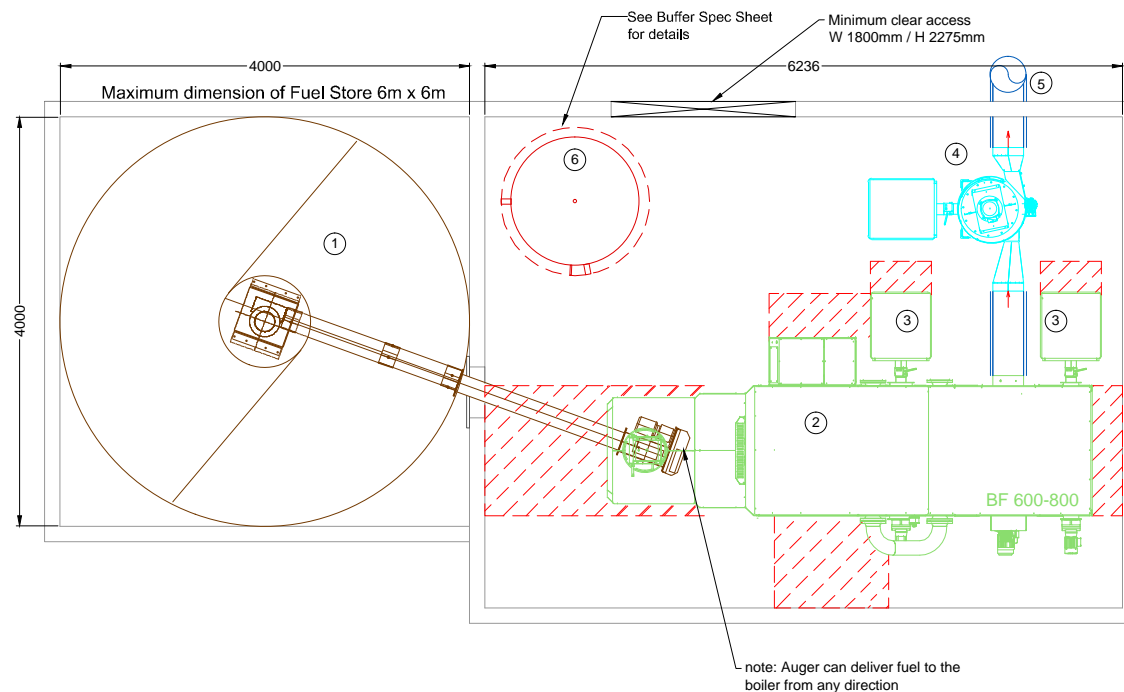 See Buffer Spec Sheet
for details
Minimum clear access
W 1800mm / H 2275mm
4000
6236
Maximum dimension of Fuel Store 6m x 6m
5
4
6
1
4000
3
3
2
BF 600-800
note: Auger can deliver fuel to the
boiler from any direction